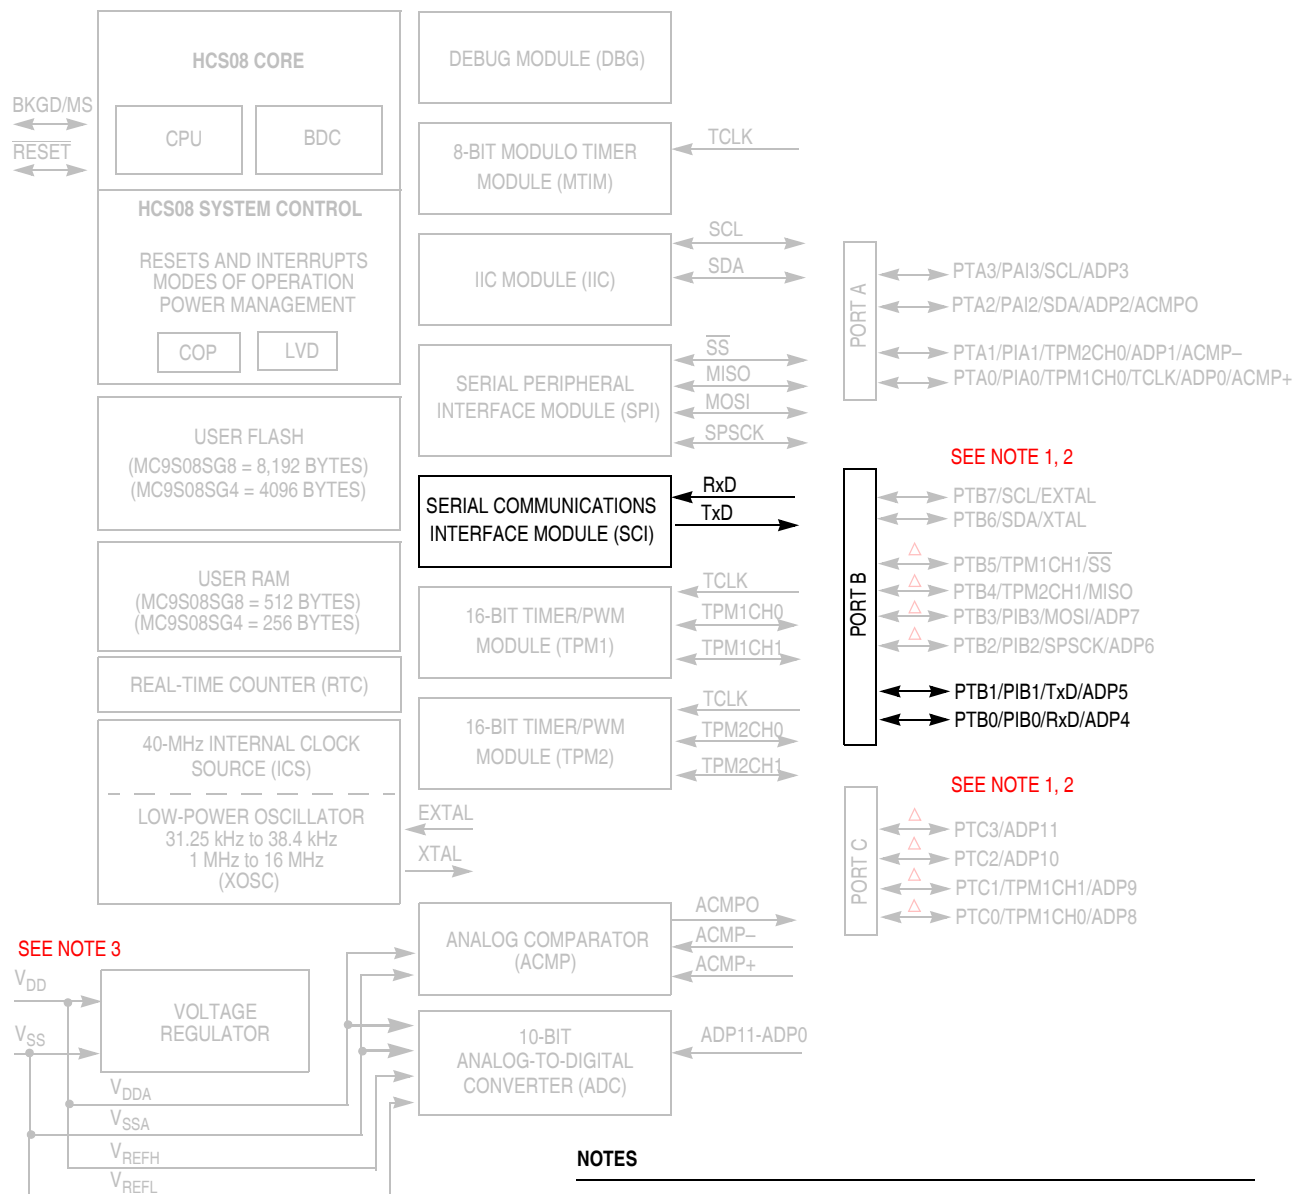 HCS08 CORE
BKGD/MS
RESET
CPU
BDC
HCS08 SYSTEM CONTROL
RESETS AND INTERRUPTS
MODES OF OPERATION
POWER MANAGEMENT
COP
LVD
USER FLASH
(MC9S08SG8 = 8,192 BYTES)
(MC9S08SG4 = 4096 BYTES)
USER RAM
(MC9S08SG8 = 512 BYTES)
(MC9S08SG4 = 256 BYTES)
REAL-TIME COUNTER (RTC)
40-MHz INTERNAL CLOCK
SOURCE (ICS)
LOW-POWER OSCILLATOR
31.25 kHz to 38.4 kHz
1 MHz to 16 MHz
(XOSC)
EXTAL
XTAL
SEE NOTE 3
VDD
VSS
VOLTAGE
REGULATOR
VDDA
VSSA
VREFH
VREFL
DEBUG MODULE (DBG)
8-BIT MODULO TIMER
MODULE (MTIM)
TCLK
IIC MODULE (IIC)
SCL
SDA
SERIAL PERIPHERAL
INTERFACE MODULE (SPI)
SS
MISO
MOSI
SPSCK
SERIAL COMMUNICATIONS
INTERFACE MODULE (SCI)
RxD
TxD
16-BIT TIMER/PWM
MODULE (TPM1)
TCLK
TPM1CH0
TPM1CH1
16-BIT TIMER/PWM
MODULE (TPM2)
TCLK
TPM2CH0
TPM2CH1
ANALOG COMPARATOR
(ACMP)
ACMPO
ACMP–
ACMP+
10-BIT
ANALOG-TO-DIGITAL
CONVERTER (ADC)
ADP11-ADP0
PORT A
PTA3/PAI3/SCL/ADP3
PTA2/PAI2/SDA/ADP2/ACMPO
PTA1/PIA1/TPM2CH0/ADP1/ACMP–
PTA0/PIA0/TPM1CH0/TCLK/ADP0/ACMP+
SEE NOTE 1, 2
PORT B
PTB7/SCL/EXTAL
PTB6/SDA/XTAL
PTB5/TPM1CH1/SS
PTB4/TPM2CH1/MISO
PTB3/PIB3/MOSI/ADP7
PTB2/PIB2/SPSCK/ADP6
PTB1/PIB1/TxD/ADP5
PTB0/PIB0/RxD/ADP4
SEE NOTE 1, 2
PORT C
PTC3/ADP11
PTC2/ADP10
PTC1/TPM1CH1/ADP9
PTC0/TPM1CH0/ADP8
NOTES